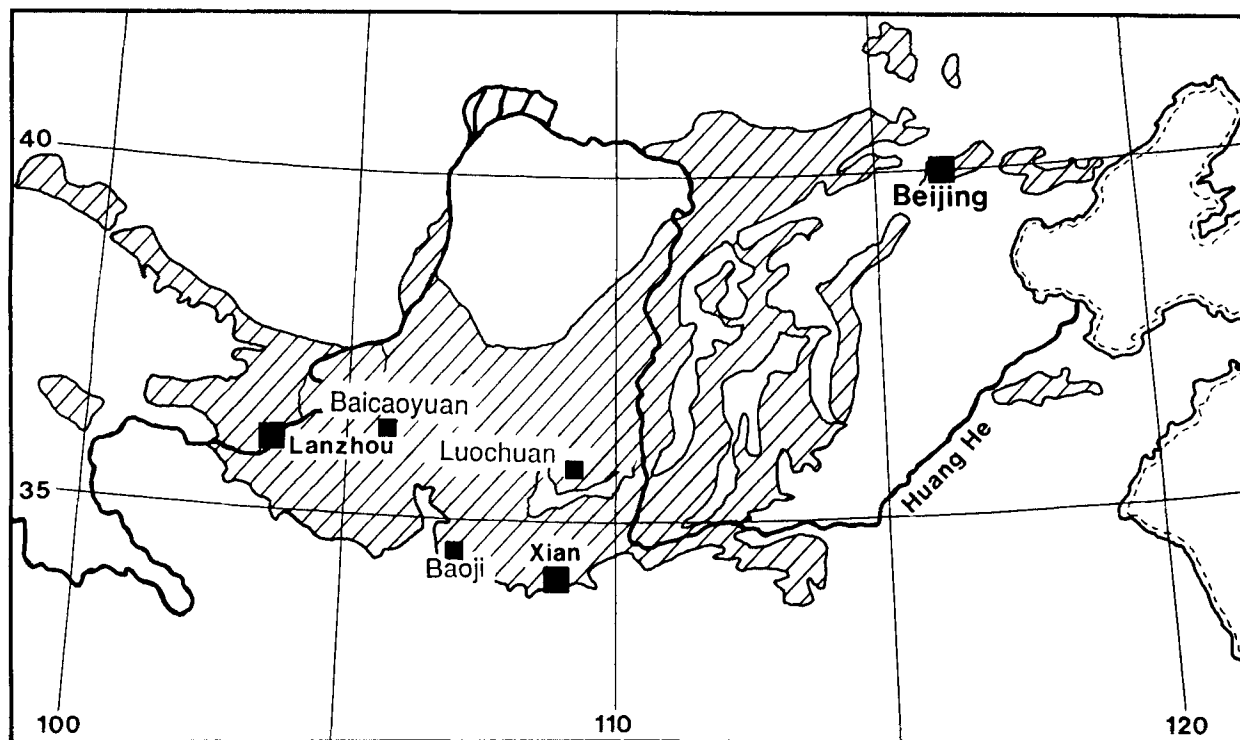 40
Beijing
Baicaoyuan
Lanzhou
Luochuan
35
Huang He
Baoji
Xian
100
110
120